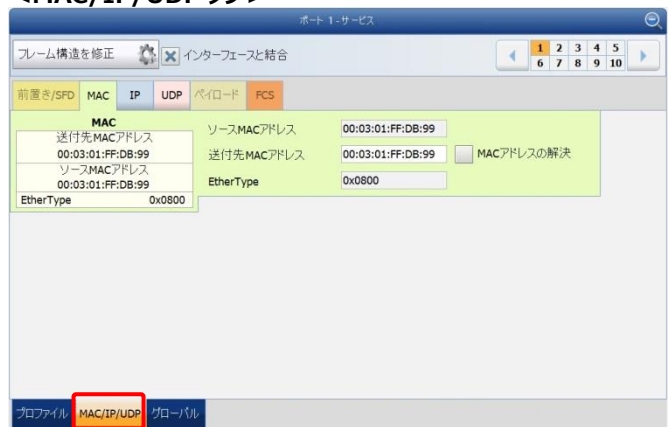 <MAC/IP/UDP タブ>
ポート 1-サービス
フレーム構造を修正 インターフェースと結合 1 2 3 4 5
6 7 8 9 10
前置き/SFD MAC IP UDP ペイロード FCS
MAC
送付先MACアドレス
00:03:01:FF:DB:99
ソースMACアドレス
00:03:01:FF:DB:99
EtherType 0x0800
ソースMACアドレス 00:03:01:FF:DB:99
送付先MACアドレス 00:03:01:FF:DB:99 MACアドレスの解決
EtherType 0x0800
プロファイル MAC/IP/UDP グローバル